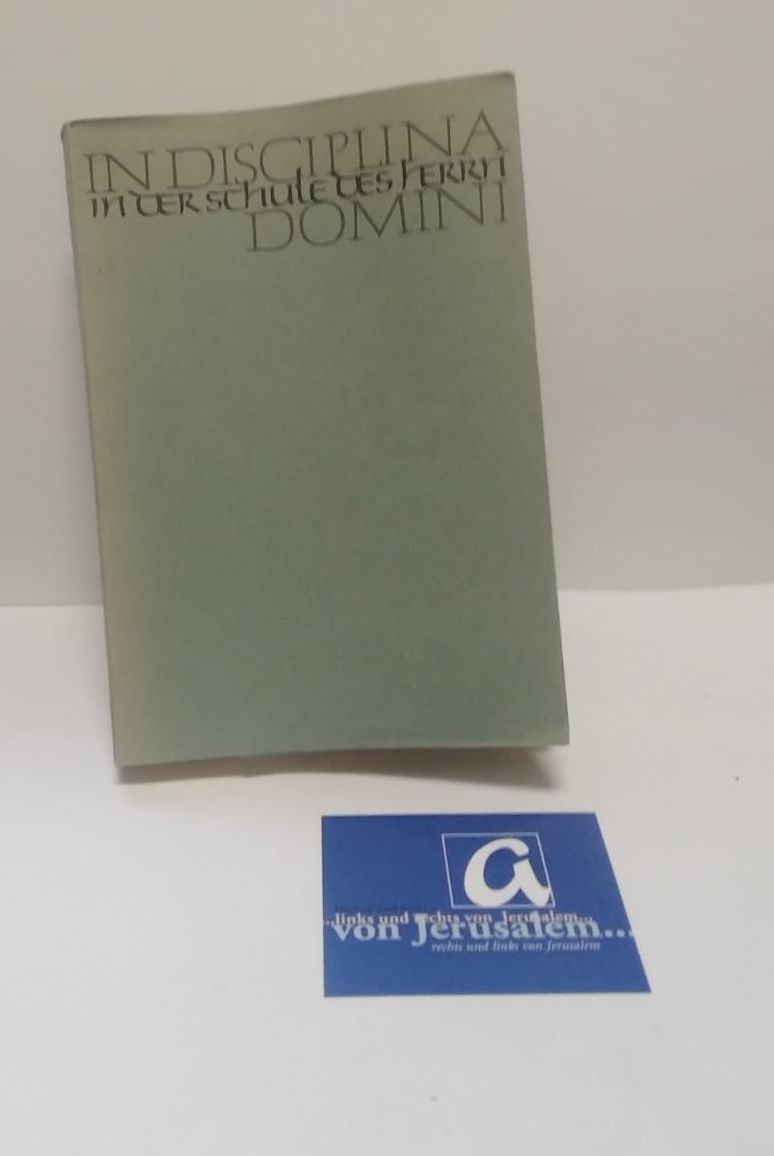 IN DISCIPLINA
in der schule des herrn
DOMINI
a
...links und rechts von Jerusalem...
von Jerusalem...
rechts und links von Jerusalem